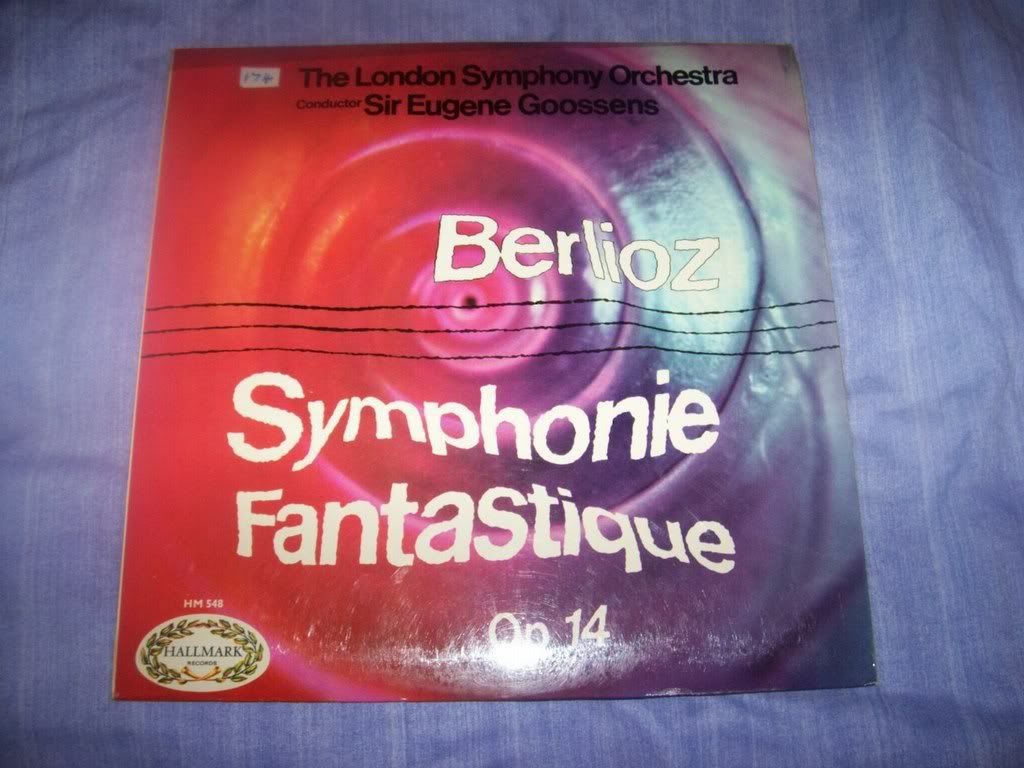 174
The London Symphony Orchestra
Conductor Sir Eugene Goossens
Berlioz
Symphonie
Fantastique
Op 14
HM 548
HALLMARK
RECORDS